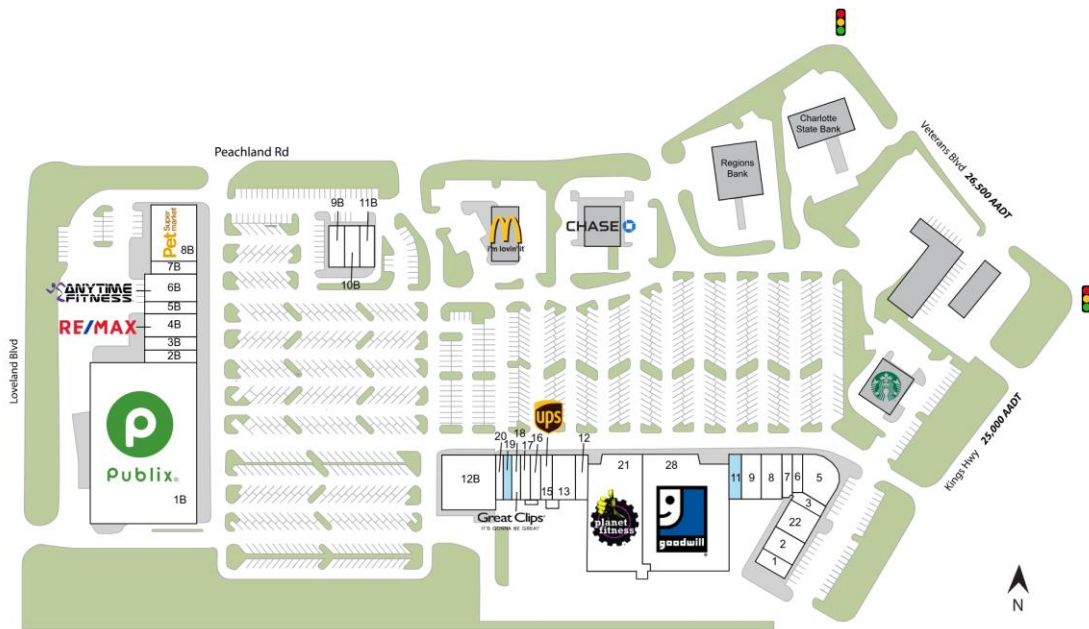 Peachland Rd
Loveland Blvd
Veterans Blvd 26,500 AADT
Kings Hwy 25,000 AADT
Charlotte
State Bank
Regions
Bank
CHASE
i'm lovin' it
9B
11B
10B
Pet Super
market
8B
7B
ANYTIME
FITNESS
6B
5B
RE/MAX
4B
3B
2B
Publix
1B
ups
20
19
18
17
16
12
12B
15
13
Great Clips
IT'S GONNA BE GREAT
21
planet
fitness
28
goodwill
11
9
8
7
6
5
3
22
2
1
N